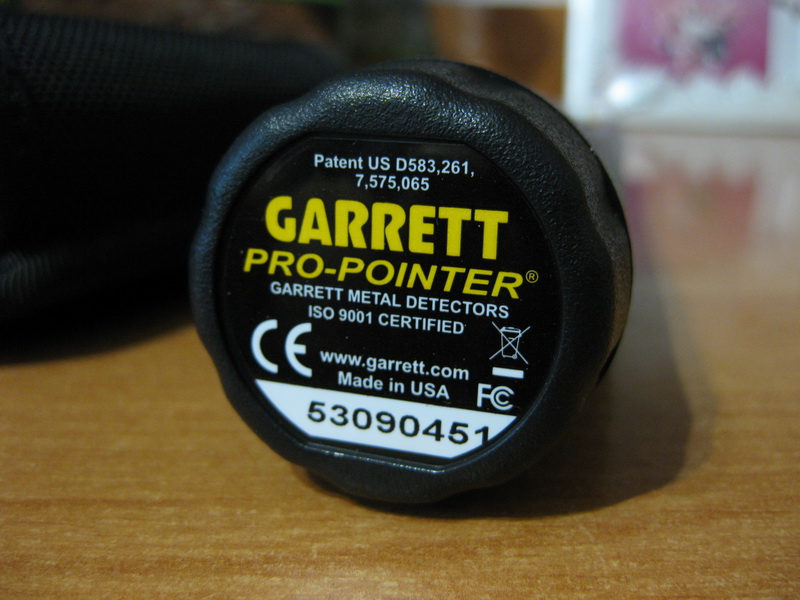 Patent US D583,261,
7,575,065
GARRETT
PRO-POINTER®
GARRETT METAL DETECTORS
ISO 9001 CERTIFIED
CE
www.garrett.com
Made in USA
FC
53090451